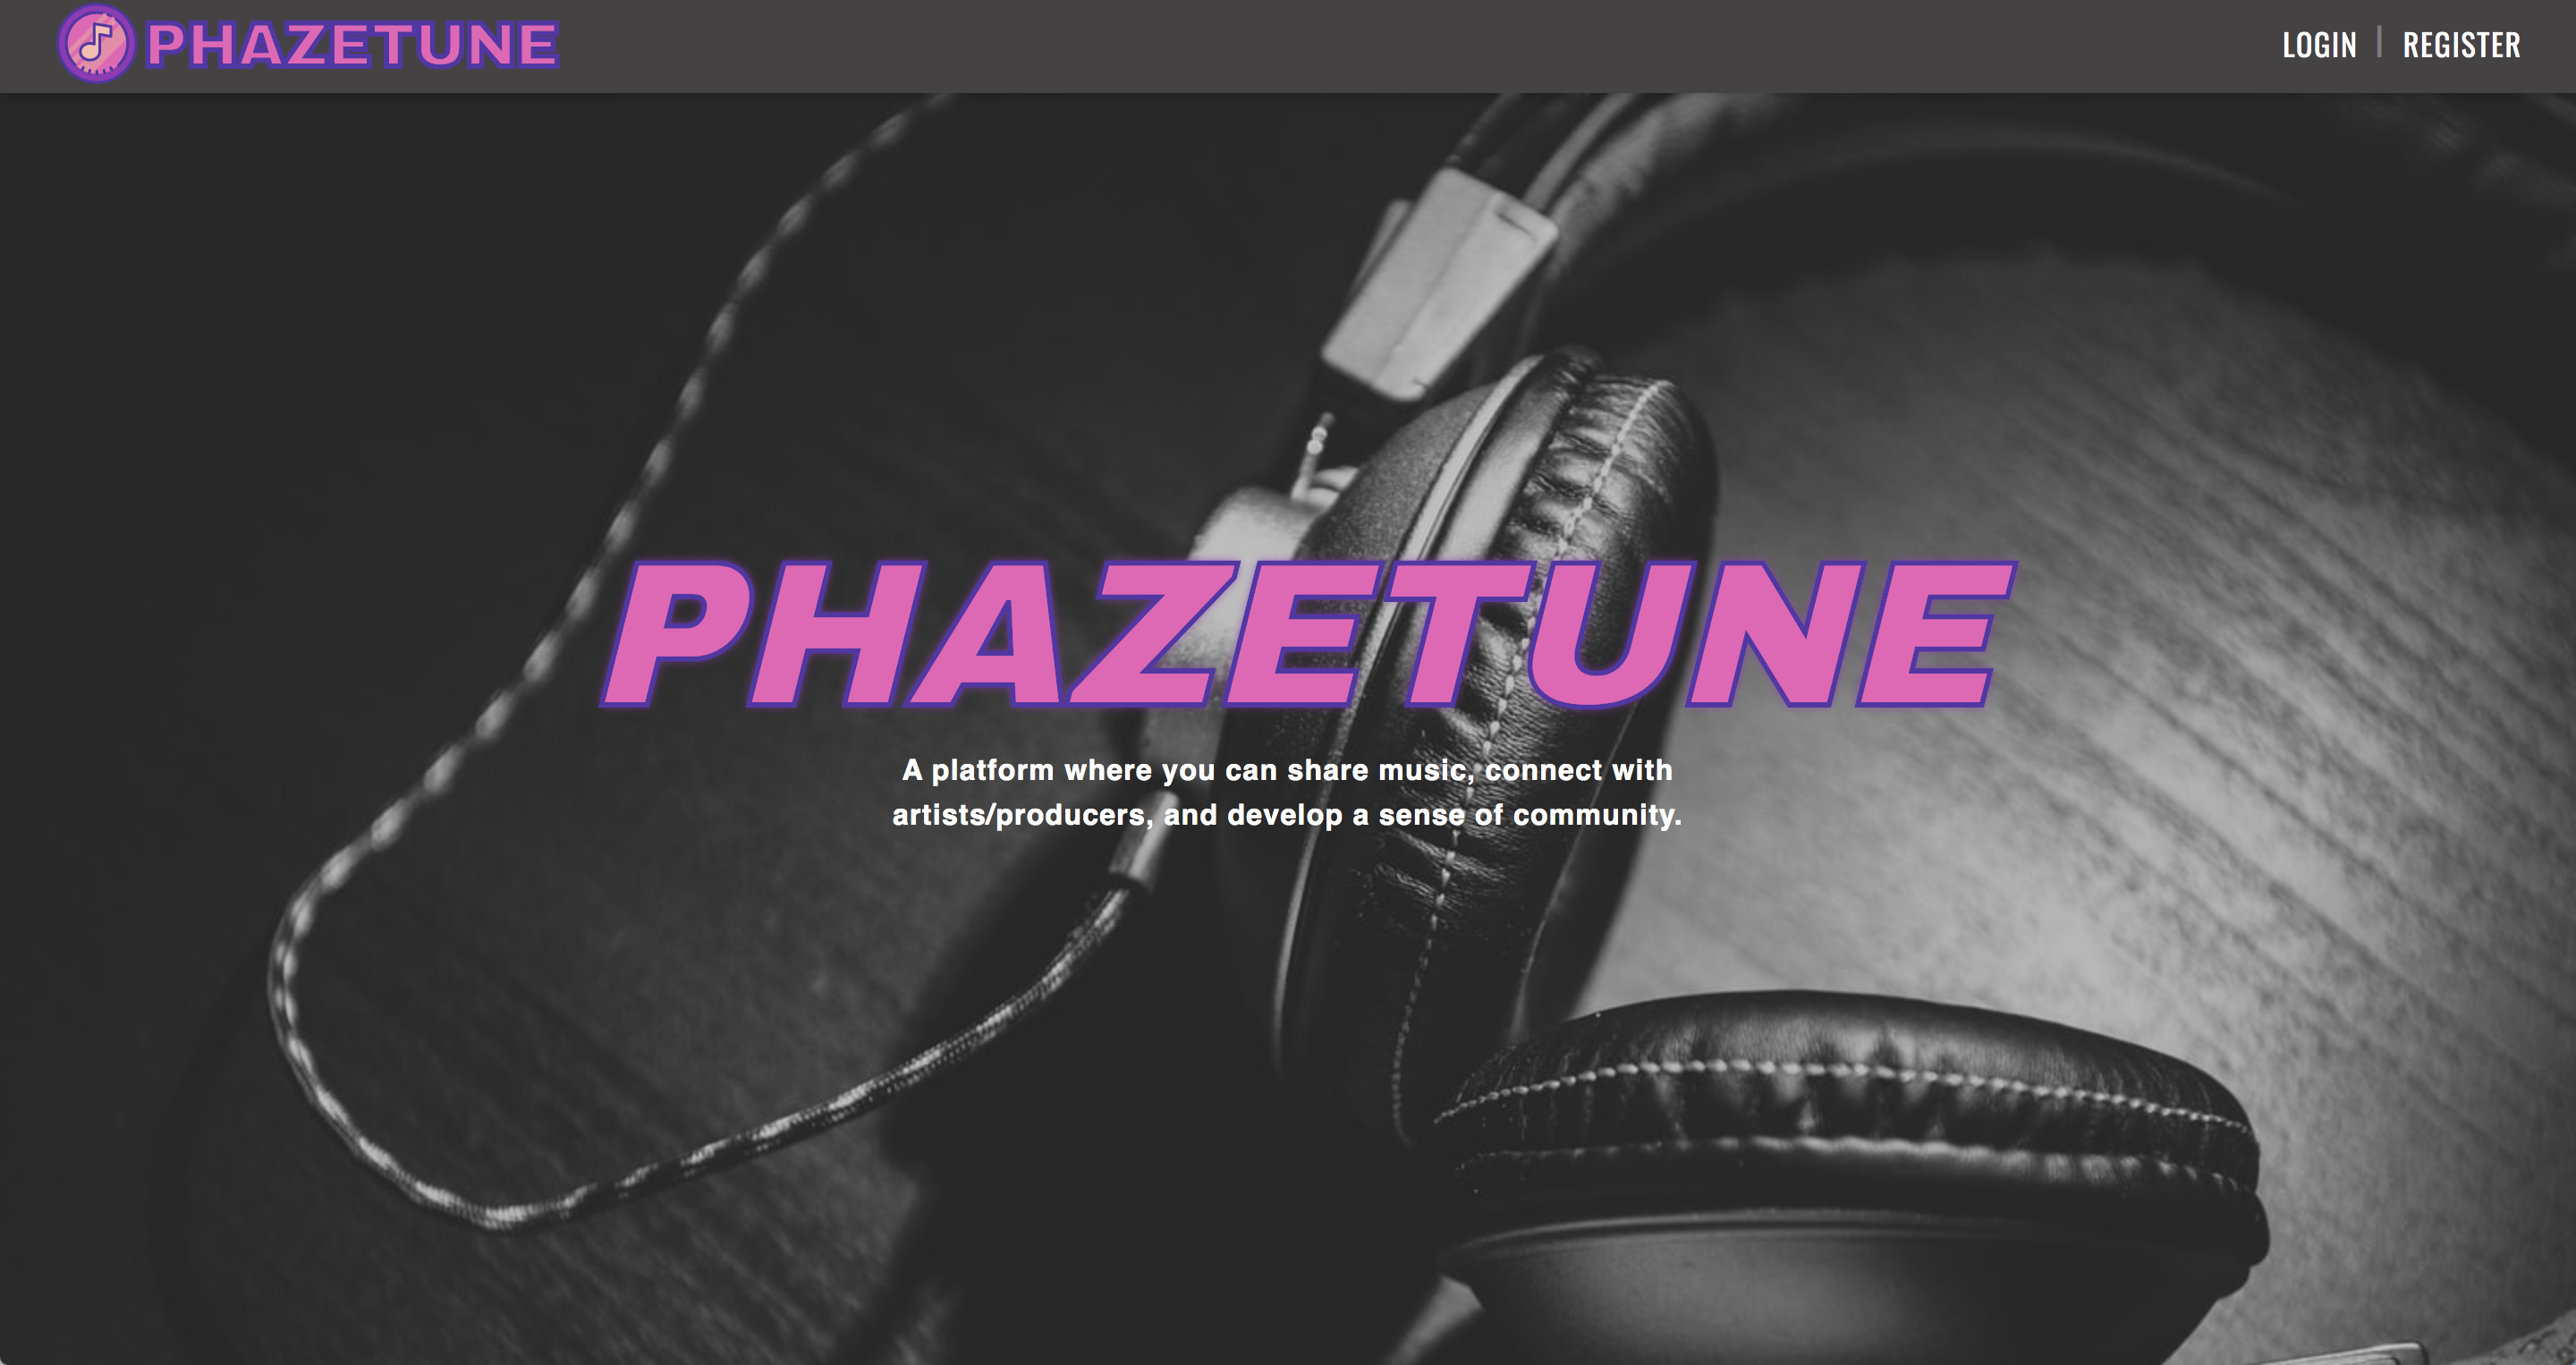 PHAZETUNE
LOGIN | REGISTER
PHAZETUNE
A platform where you can share music, connect with
artists/producers, and develop a sense of community.